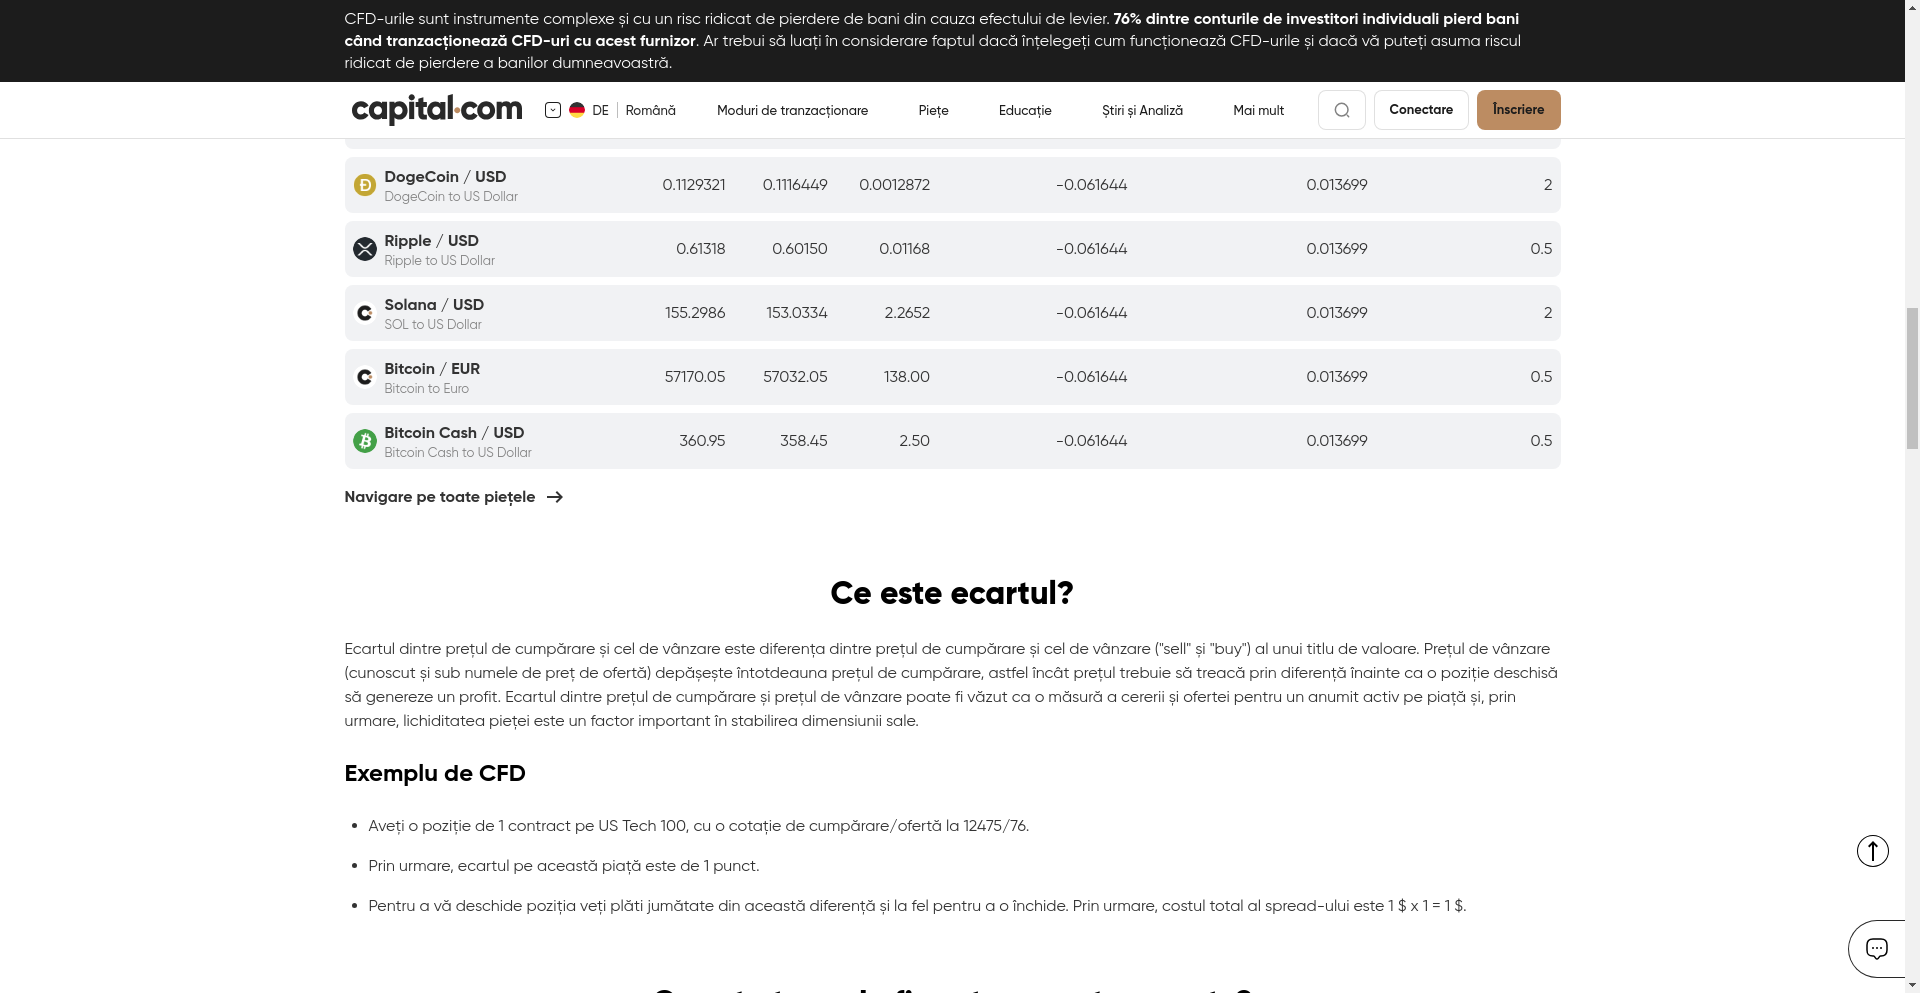 CFD-urile sunt instrumente complexe și cu un risc ridicat de pierdere de bani din cauza efectului de levier. 76% dintre conturile de investitori individuali pierd bani
când tranzacționează CFD-uri cu acest furnizor. Ar trebui să luați în considerare faptul dacă înțelegeți cum funcționează CFD-urile și dacă vă puteți asuma riscul
ridicat de pierdere a banilor dumneavoastră.
capital.com DE Română Moduri de tranzacționare Piețe Educație Știri și Analiză Mai mult Conectare Înscriere
DogeCoin / USD 0.1129321 0.1116449 0.0012872 -0.061644 0.013699 2
DogeCoin to US Dollar
Ripple / USD 0.61318 0.60150 0.01168 -0.061644 0.013699 0.5
Ripple to US Dollar
Solana / USD 155.2986 153.0334 2.2652 -0.061644 0.013699 2
SOL to US Dollar
Bitcoin / EUR 57170.05 57032.05 138.00 -0.061644 0.013699 0.5
Bitcoin to Euro
Bitcoin Cash / USD 360.95 358.45 2.50 -0.061644 0.013699 0.5
Bitcoin Cash to US Dollar
Navigare pe toate piețele
Ce este ecartul?
Ecartul dintre prețul de cumpărare și cel de vânzare este diferența dintre prețul de cumpărare și cel de vânzare ("sell" și "buy") al unui titlu de valoare. Prețul de vânzare
(cunoscut și sub numele de preț de ofertă) depășește întotdeauna prețul de cumpărare, astfel încât prețul trebuie să treacă prin diferență înainte ca o poziție deschisă
să genereze un profit. Ecartul dintre prețul de cumpărare și prețul de vânzare poate fi văzut ca o măsură a cererii și ofertei pentru un anumit activ pe piață și, prin
urmare, lichiditatea pieței este un factor important în stabilirea dimensiunii sale.
Exemplu de CFD
• Aveți o poziție de 1 contract pe US Tech 100, cu o cotație de cumpărare/ofertă la 12475/76.
• Prin urmare, ecartul pe această piață este de 1 punct.
• Pentru a vă deschide poziția veți plăti jumătate din această diferență și la fel pentru a o închide. Prin urmare, costul total al spread-ului este 1 $ x 1 = 1 $.